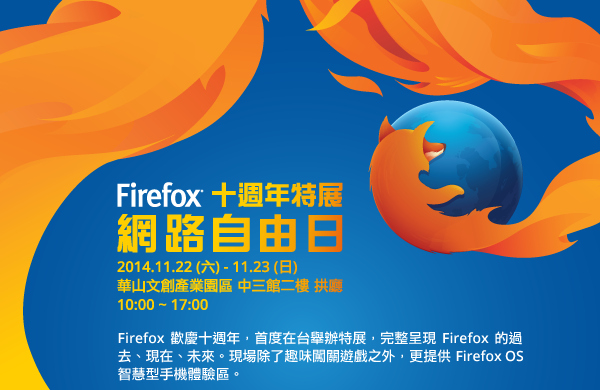 Firefox 十週年特展
網路自由日
2014.11.22 (六) - 11.23 (日)
華山文創產業園區 中三館二樓 拱廳
10:00 ~ 17:00
Firefox 歡慶十週年，首度在台舉辦特展，完整呈現 Firefox 的過
去、現在、未來。現場除了趣味闖關遊戲之外，更提供 Firefox OS
智慧型手機體驗區。